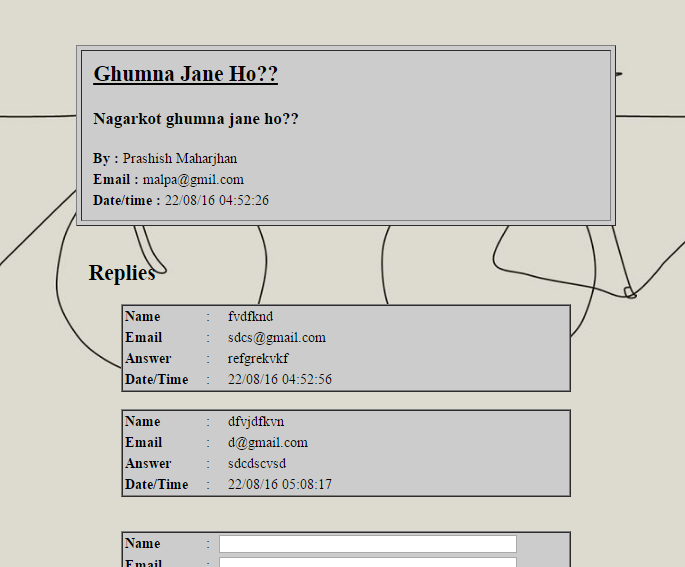 Ghumna Jane Ho??
Nagarkot ghumna jane ho??
By : Prashish Maharjhan
Email : malpa@gmil.com
Date/time : 22/08/16 04:52:26
Replies
Name : fvdfknd
Email : sdcs@gmail.com
Answer : refgrekvkf
Date/Time : 22/08/16 04:52:56
Name : dfvjdfkvn
Email : d@gmail.com
Answer : sdcdscvsd
Date/Time : 22/08/16 05:08:17
Name :
Email :